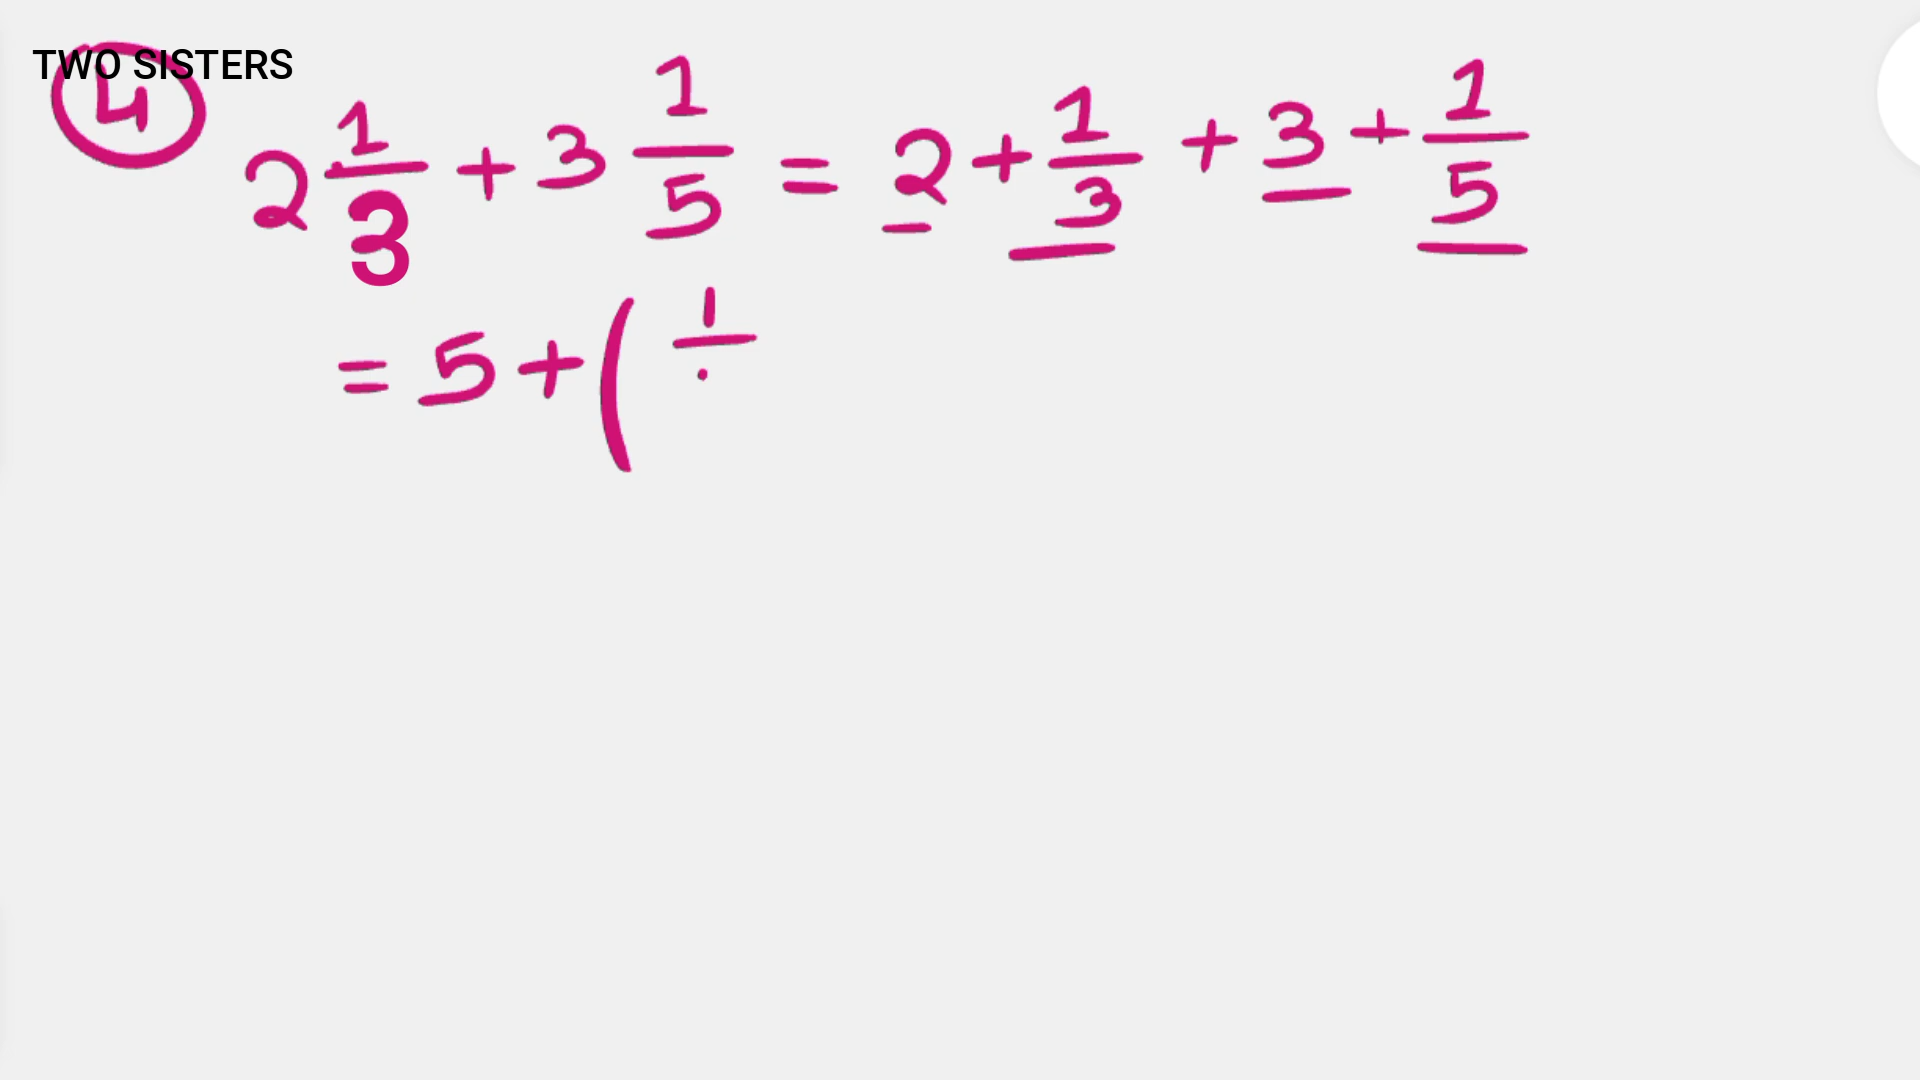 TWO SISTERS
4
2 1/3 + 3 1/5 = 2 + 1/3 + 3 + 1/5
= 5 + ( 1/